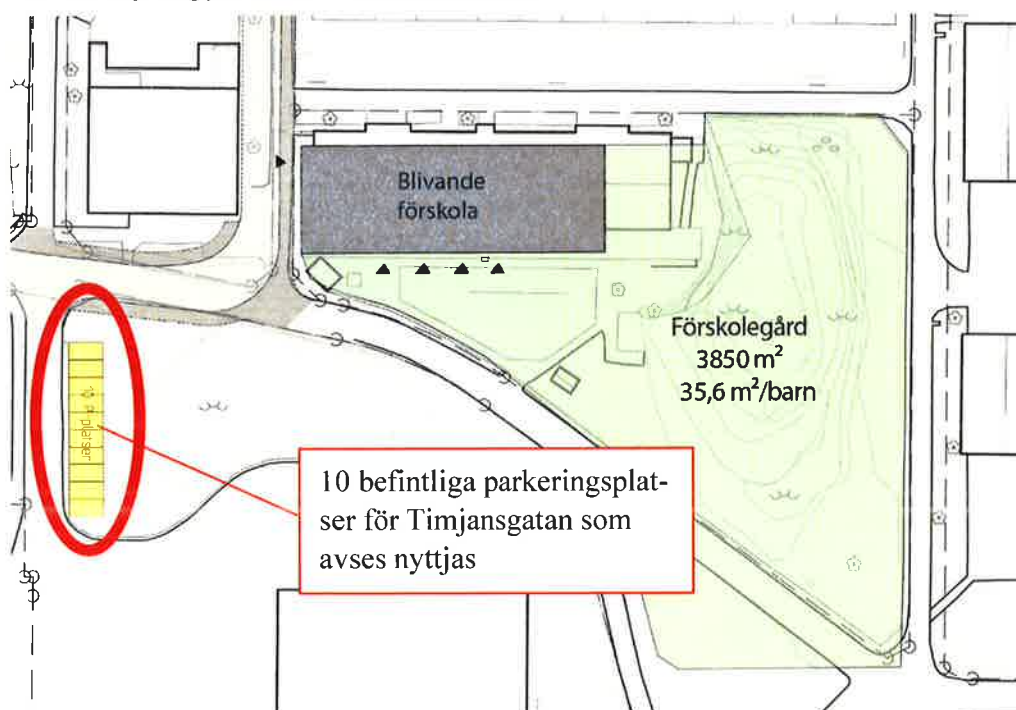 Blivande
förskola
Förskolegård
3850 m²
35,6 m²/barn
10 p-platser
10 befintliga parkeringsplat-
ser för Timjansgatan som
avses nyttjas